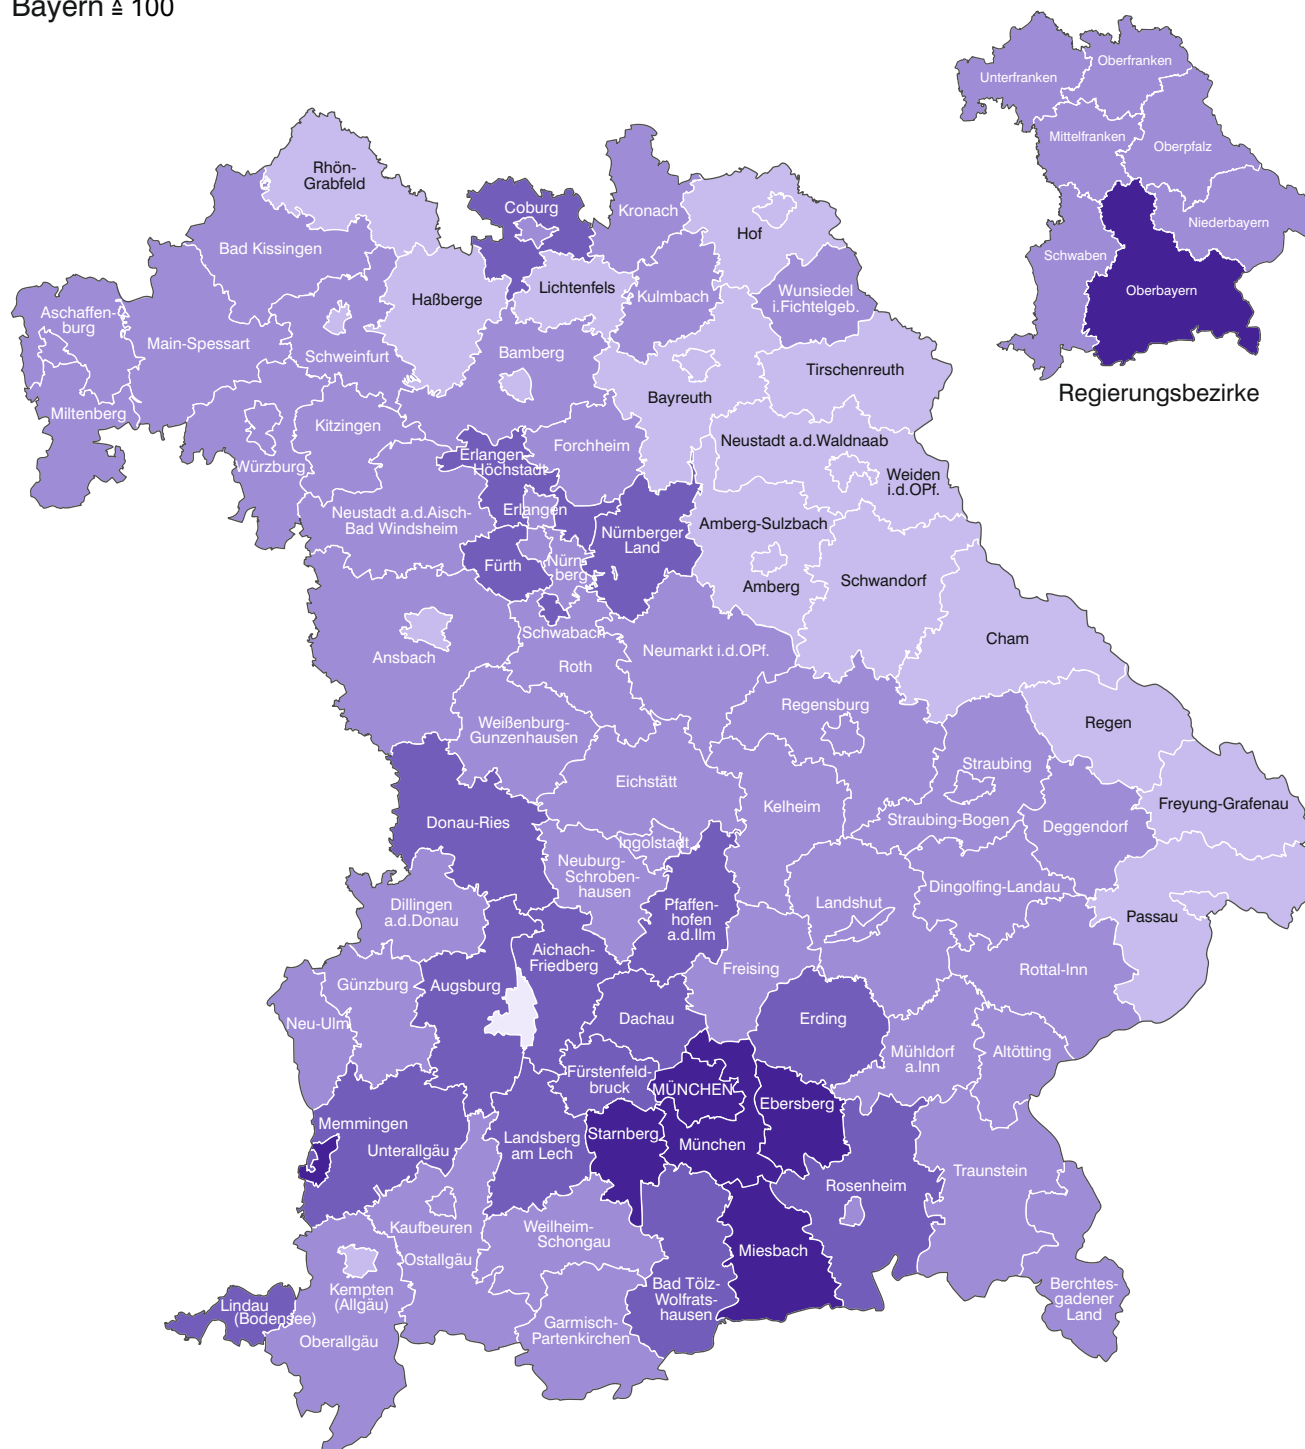 Bayern ≙ 100
Unterfranken
Oberfranken
Mittelfranken
Oberpfalz
Niederbayern
Schwaben
Oberbayern
Regierungsbezirke
Rhön-
Grabfeld
Coburg
Kronach
Hof
Bad Kissingen
Haßberge
Lichtenfels
Kulmbach
Wunsiedel
i.Fichtelgeb.
Aschaffen-
burg
Main-Spessart
Schweinfurt
Bamberg
Tirschenreuth
Bayreuth
Miltenberg
Kitzingen
Würzburg
Forchheim
Erlangen-
Höchstadt
Neustadt a.d.Waldnaab
Weiden
i.d.OPf.
Neustadt a.d.Aisch-
Bad Windsheim
Erlangen
Nürnberger
Land
Amberg-Sulzbach
Fürth
Nürn-
berg
Amberg
Schwandorf
Ansbach
Schwabach
Roth
Neumarkt i.d.OPf.
Cham
Regensburg
Regen
Weißenburg-
Gunzenhausen
Straubing
Eichstätt
Kelheim
Freyung-Grafenau
Donau-Ries
Straubing-Bogen
Deggendorf
Ingolstadt
Neuburg-
Schroben-
hausen
Dingolfing-Landau
Dillingen
a.d.Donau
Pfaffen-
hofen
a.d.Ilm
Landshut
Passau
Aichach-
Friedberg
Freising
Rottal-Inn
Günzburg
Augsburg
Neu-Ulm
Dachau
Erding
Mühldorf
a.Inn
Altötting
Fürstenfeld-
bruck
MÜNCHEN
Ebersberg
Memmingen
Unterallgäu
Landsberg
am Lech
Starnberg
München
Traunstein
Rosenheim
Kaufbeuren
Weilheim-
Schongau
Miesbach
Ostallgäu
Kempten
(Allgäu)
Bad Tölz-
Wolfrats-
hausen
Berchtes-
gadener
Land
Lindau
(Bodensee)
Oberallgäu
Garmisch-
Partenkirchen